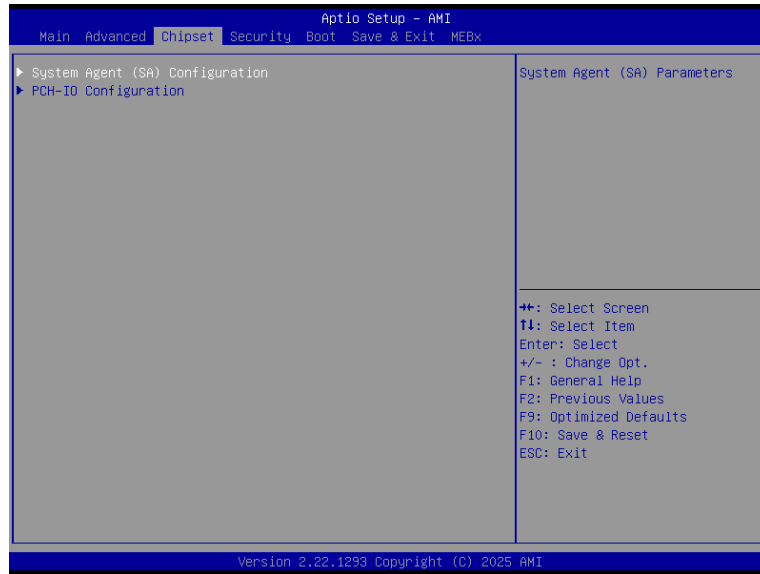 Aptio Setup - AMI
Main Advanced Chipset Security Boot Save & Exit MEBx
▶ System Agent (SA) Configuration
▶ PCH-IO Configuration
System Agent (SA) Parameters
→←: Select Screen
↑↓: Select Item
Enter: Select
+/- : Change Opt.
F1: General Help
F2: Previous Values
F9: Optimized Defaults
F10: Save & Reset
ESC: Exit
Version 2.22.1293 Copyright (C) 2025 AMI